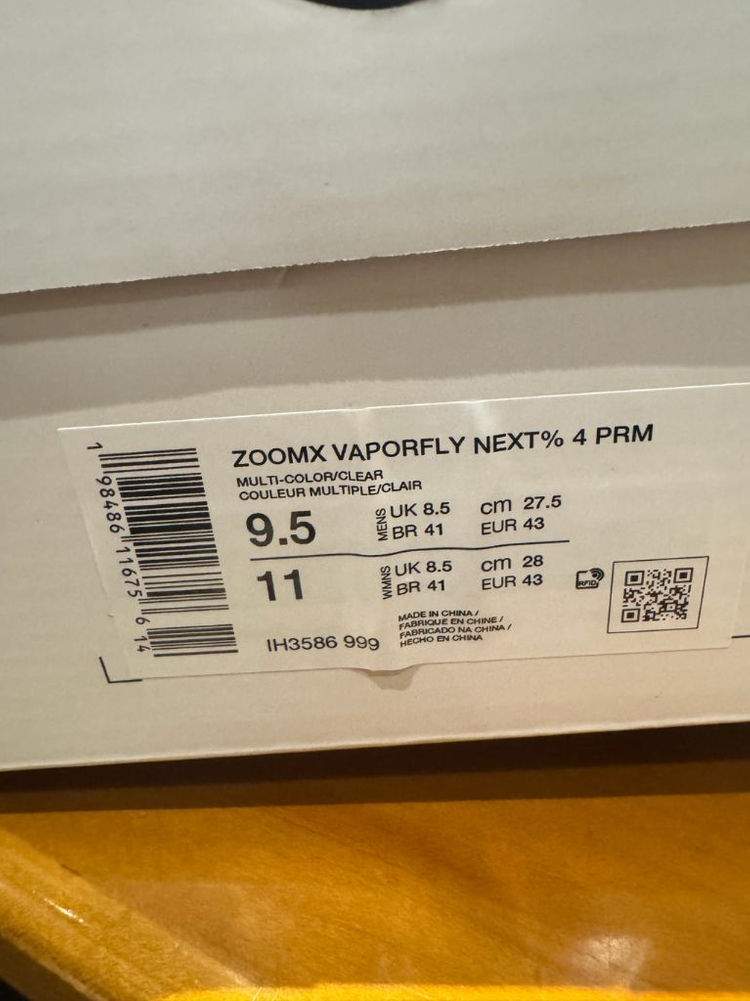 ZOOMX VAPORFLY NEXT% 4 PRM
MULTI-COLOR/CLEAR
COULEUR MULTIPLE/CLAIR
9.5 MENS UK 8.5 cm 27.5
BR 41 EUR 43
11 WMNS UK 8.5 cm 28
BR 41 EUR 43
RFID
IH3586 999
MADE IN CHINA /
FABRIQUE EN CHINE /
FABRICADO NA CHINA /
HECHO EN CHINA
1 98486 11675 6 14